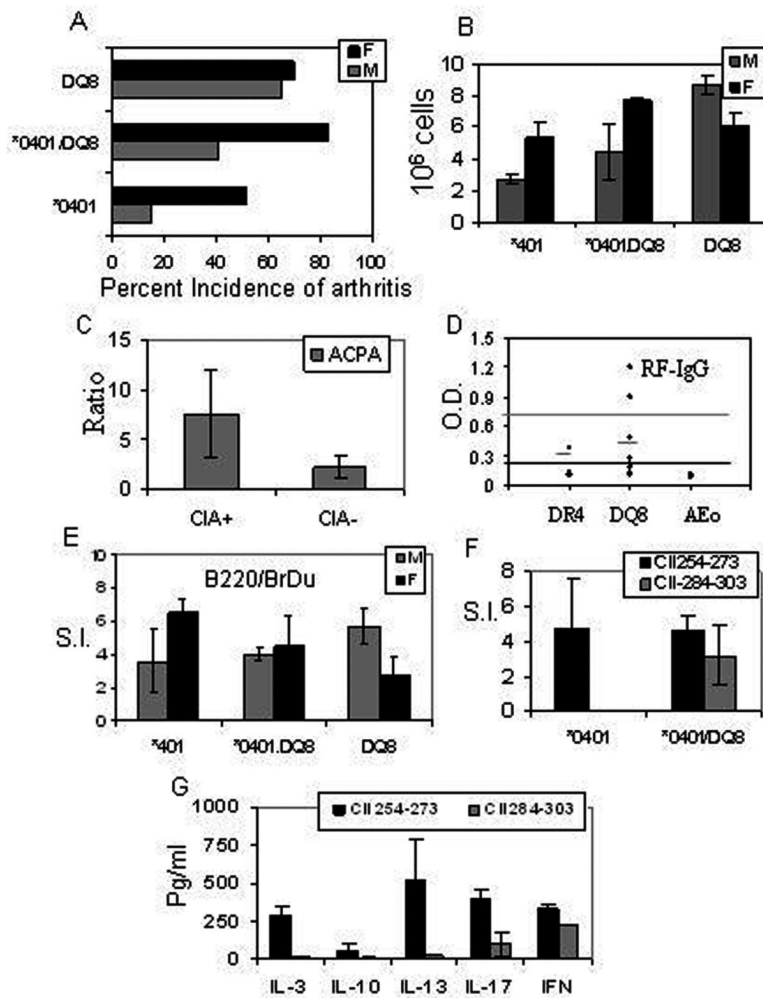 A
F
M
DQ8
*0401/DQ8
*0401
0 20 40 60 80 100
Percent Incidence of arthritis
B
M
F
10
8
6
4
2
0
10⁶ cells
*401 *0401.DQ8 DQ8
C
ACPA
15
10
5
0
Ratio
CIA+ CIA-
D
RF-IgG
1.5
1.2
0.9
0.6
0.3
0
O.D.
DR4 DQ8 AEo
E
B220/BrDu
M
F
10
8
6
4
2
0
S.I.
*401 *0401.DQ8 DQ8
F
CII254-273
CII-284-303
8
6
4
2
0
S.I.
*0401 *0401/DQ8
G
CII254-273 CII284-303
1000
750
500
250
0
Pg/ml
IL-3 IL-10 IL-13 IL-17 IFN